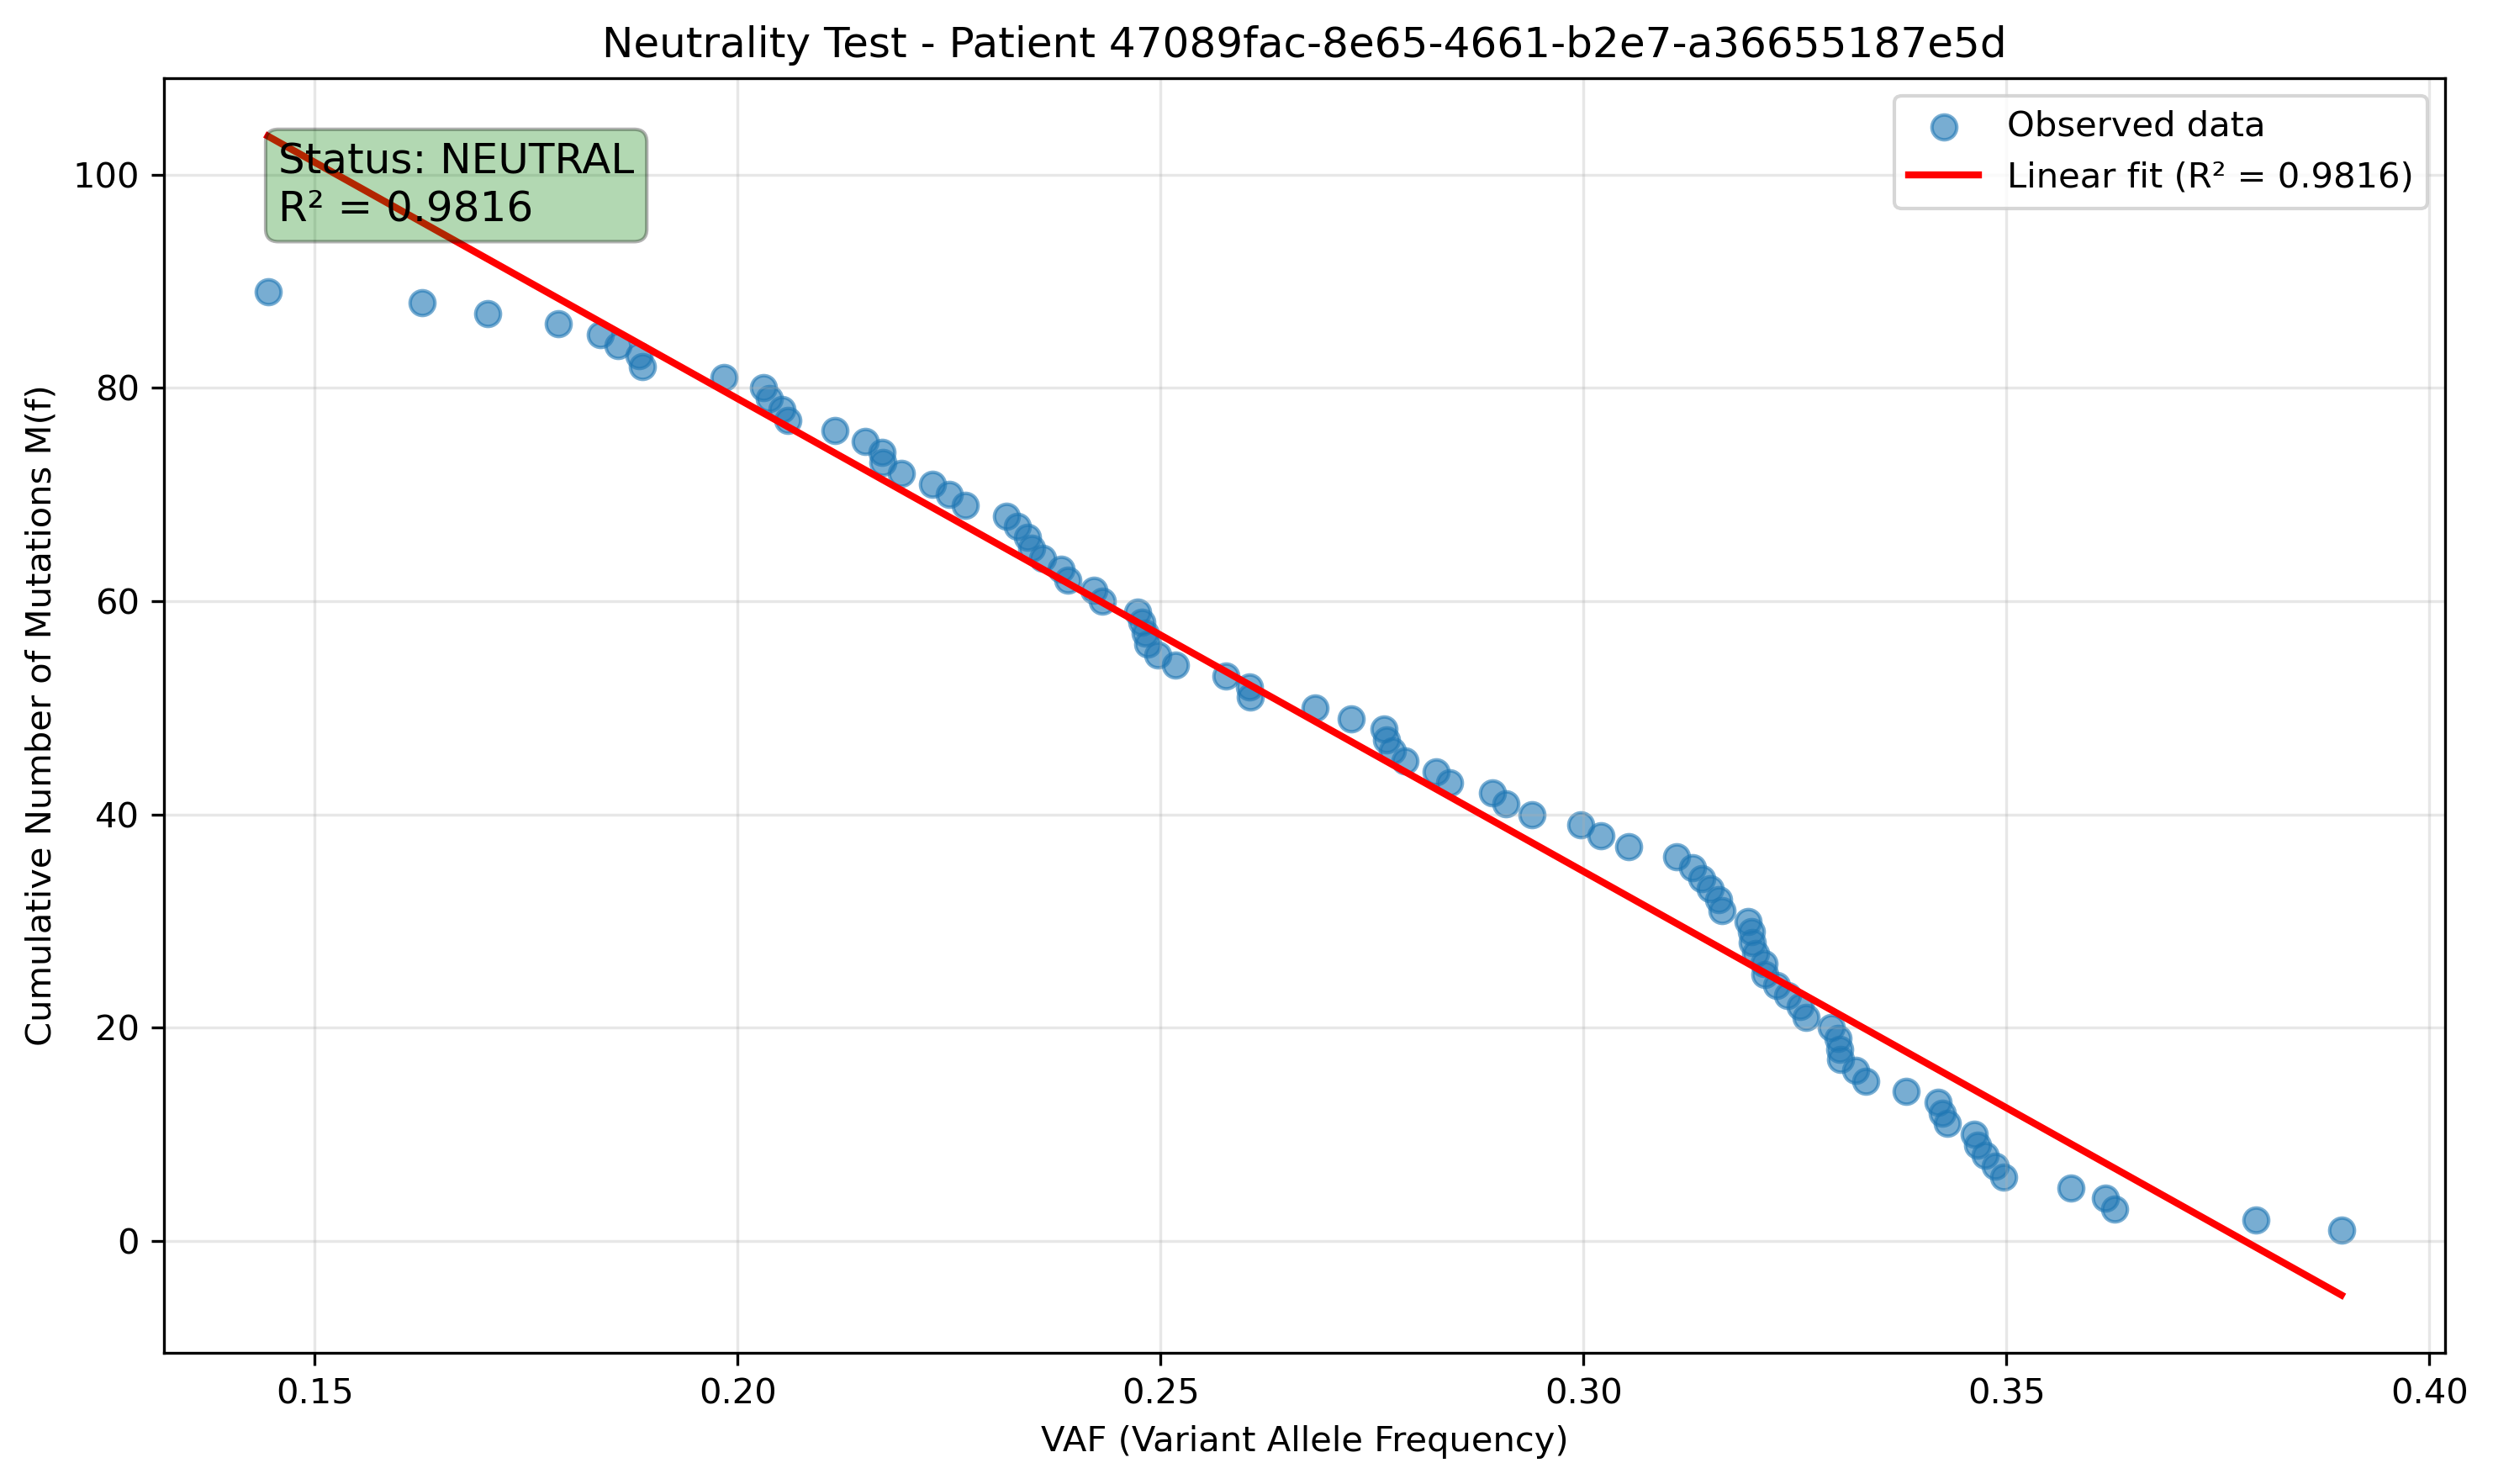 Neutrality Test - Patient 47089fac-8e65-4661-b2e7-a36655187e5d
Status: NEUTRAL
R² = 0.9816
Observed data
Linear fit (R² = 0.9816)
Cumulative Number of Mutations M(f)
100
80
60
40
20
0
0.15
0.20
0.25
0.30
0.35
0.40
VAF (Variant Allele Frequency)